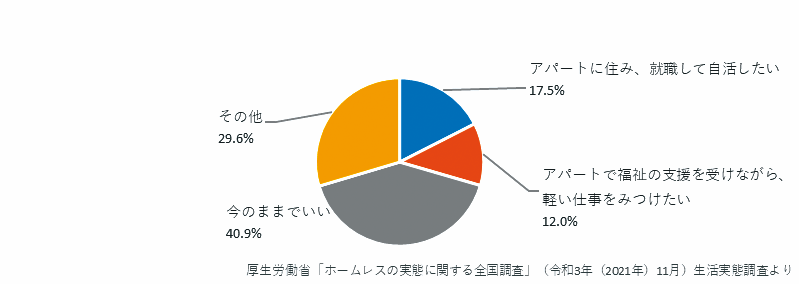 アパートに住み、就職して自活したい
17.5%
アパートで福祉の支援を受けながら、
軽い仕事をみつけたい
12.0%
今のままでいい
40.9%
その他
29.6%
厚生労働省「ホームレスの実態に関する全国調査」（令和3年（2021年）11月）生活実態調査より